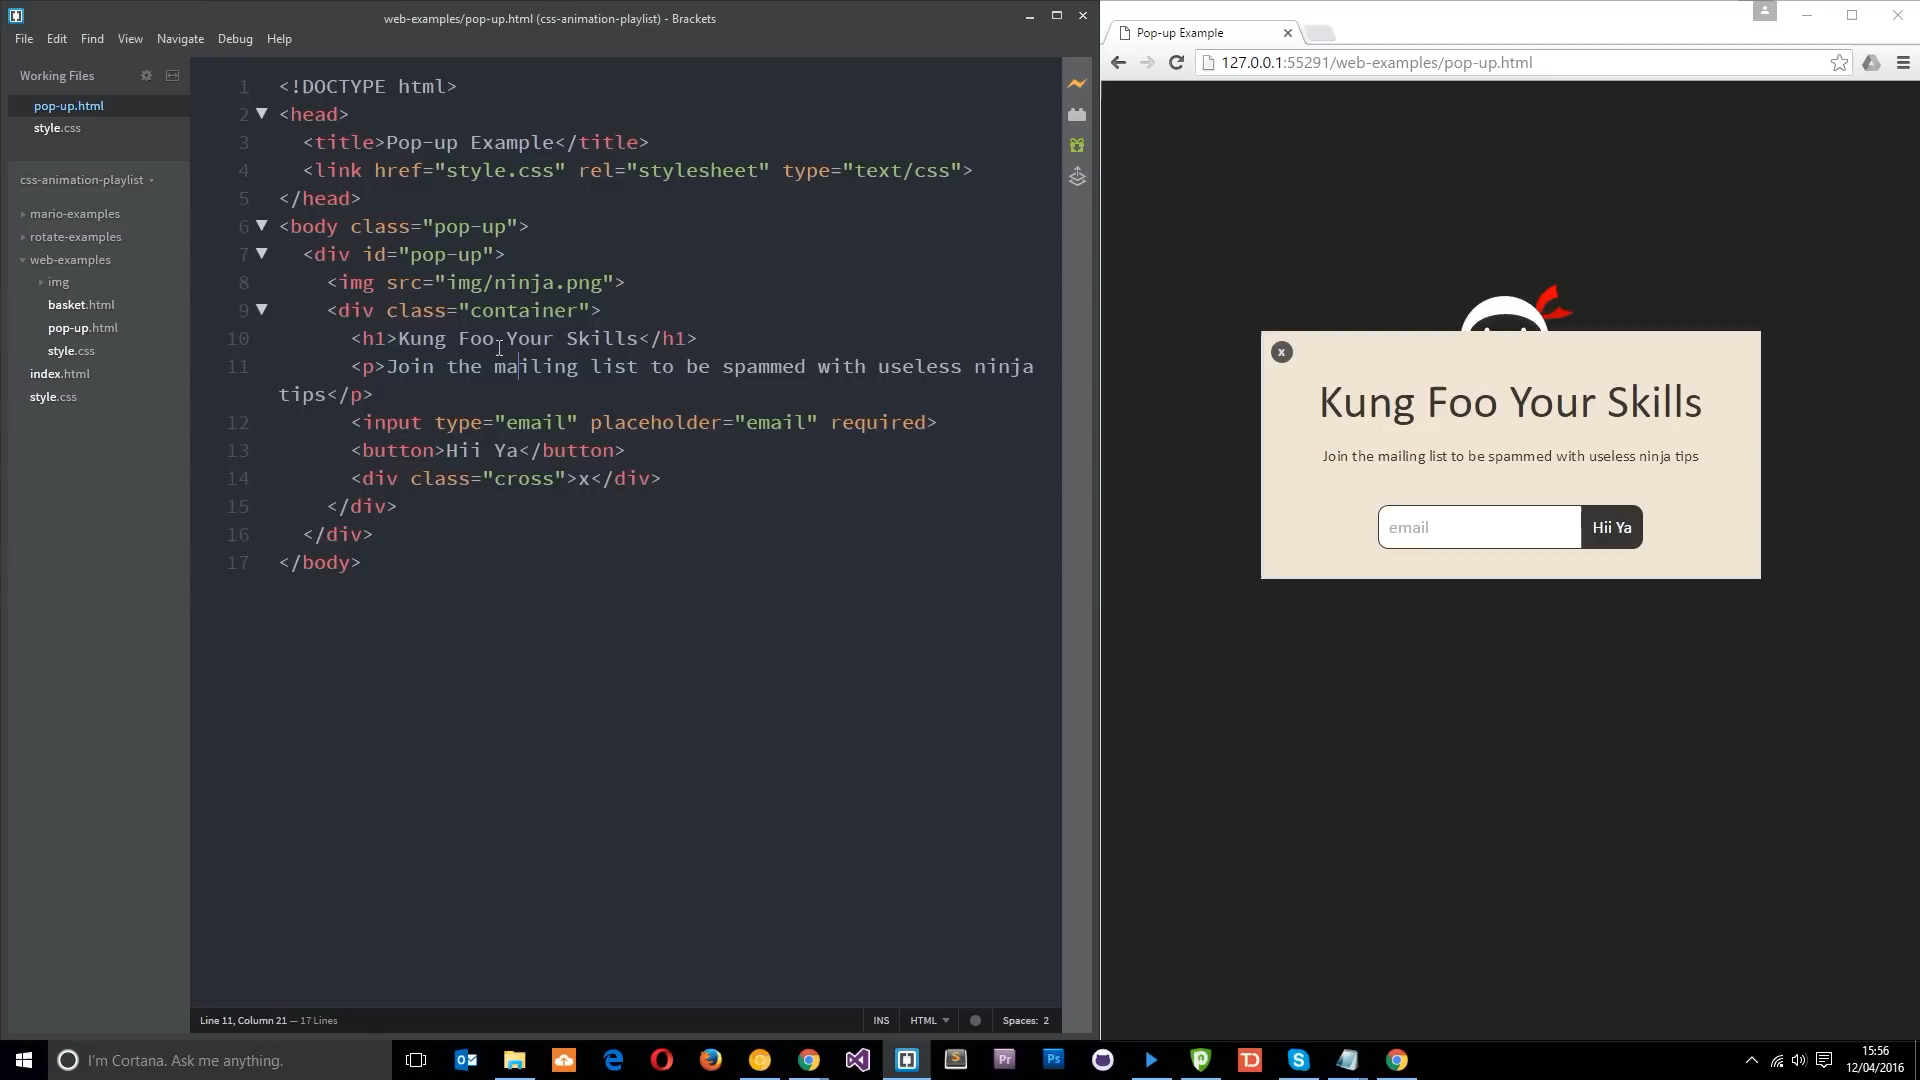 web-examples/pop-up.html (css-animation-playlist) - Brackets
File Edit Find View Navigate Debug Help
Working Files
pop-up.html
style.css
css-animation-playlist
mario-examples
rotate-examples
web-examples
img
basket.html
pop-up.html
style.css
index.html
style.css
1 <!DOCTYPE html>
2 <head>
3 <title>Pop-up Example</title>
4 <link href="style.css" rel="stylesheet" type="text/css">
5 </head>
6 <body class="pop-up">
7 <div id="pop-up">
8 <img src="img/ninja.png">
9 <div class="container">
10 <h1>Kung Foo Your Skills</h1>
11 <p>Join the mailing list to be spammed with useless ninja
tips</p>
12 <input type="email" placeholder="email" required>
13 <button>Hii Ya</button>
14 <div class="cross">x</div>
15 </div>
16 </div>
17 </body>
Line 11, Column 21 — 17 Lines
INS HTML Spaces: 2
Pop-up Example
127.0.0.1:55291/web-examples/pop-up.html
x
Kung Foo Your Skills
Join the mailing list to be spammed with useless ninja tips
email Hii Ya
I'm Cortana. Ask me anything.
S
Pr
Ps
TD
S
15:56
12/04/2016